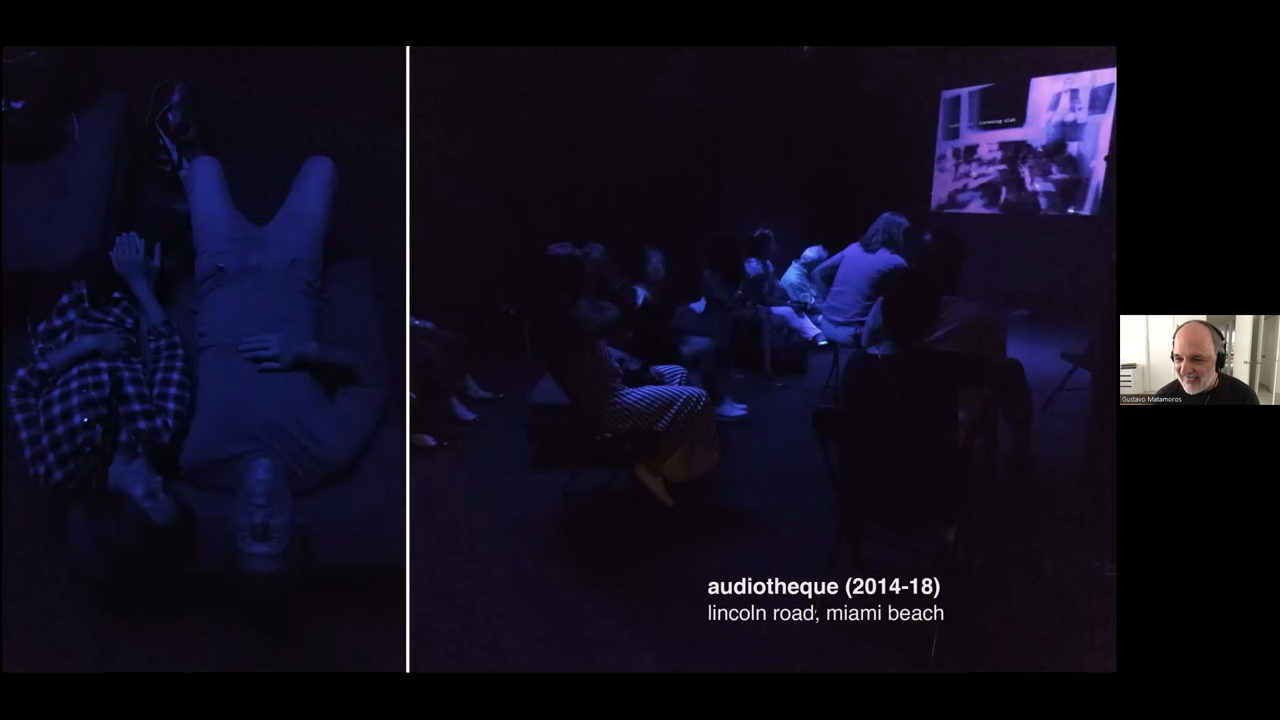 listening club
audiotheque (2014-18)
lincoln road, miami beach
Gustavo Matamoros